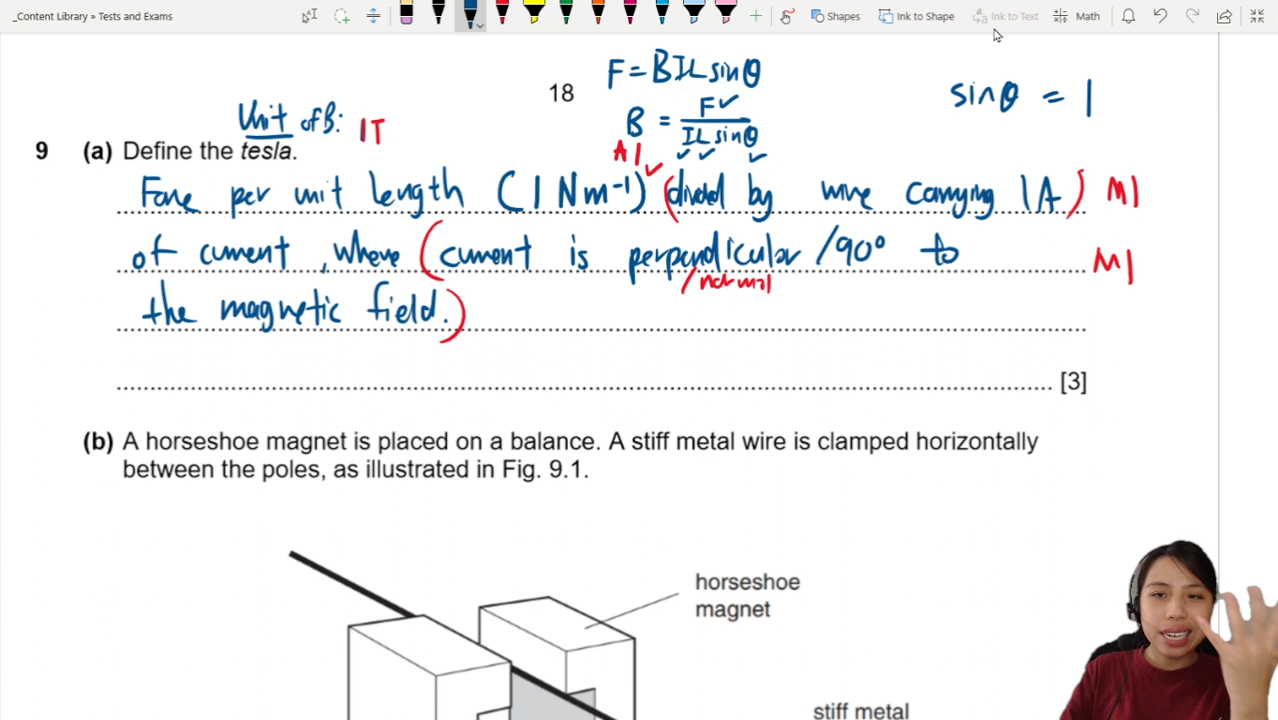 _Content Library » Tests and Exams
Shapes
Ink to Shape
Ink to Text
Math
F = BIL sinθ
18
sinθ = 1
B = F / IL sinθ
Unit of B: 1T
A1
9 (a) Define the tesla.
Force per unit length (1 Nm-1) (divided by wire carrying 1A) M1
of current, where (current is perpendicular /90° to M1
/normal
the magnetic field.)
[3]
(b) A horseshoe magnet is placed on a balance. A stiff metal wire is clamped horizontally
between the poles, as illustrated in Fig. 9.1.
horseshoe
magnet
stiff metal